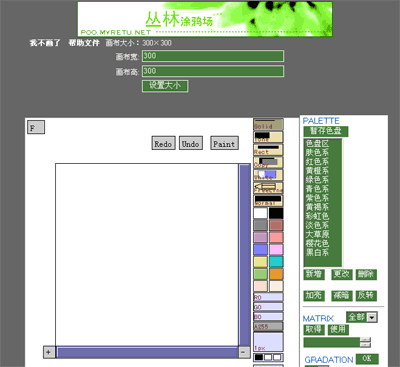 丛林涂鸦场
POO.MYRETU.NET
我不画了 帮助文件 画布大小：300×300
画布宽: 300
画布高: 300
设置大小
F
Redo Undo Paint
Solid
Rect
Copy
Normal
R0
G0
B0
A255
1px
+
-
PALETTE
暂存色盘
色盘区
肤色系
红色系
黄橙系
绿色系
青色系
紫色系
黄褐系
彩虹色
淡色系
大草原
樱花色
黑白系
新增 更改 删除
加亮 减暗 反转
MATRIX 全部
取得 使用
GRADATION OK